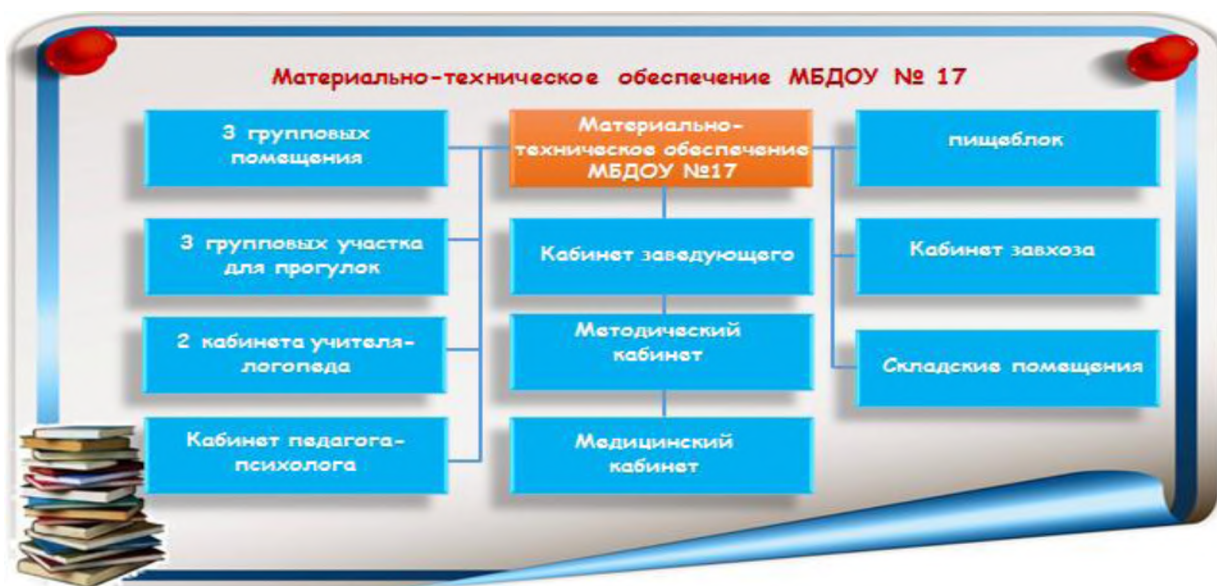 Материально-техническое обеспечение МБДОУ № 17
3 групповых
помещения
3 групповых участка
для прогулок
2 кабинета учителя-
логопеда
Кабинет педагога-
психолога
Материально-
техническое обеспечение
МБДОУ №17
Кабинет заведующего
Методический
кабинет
Медицинский
кабинет
пищеблок
Кабинет завхоза
Складские помещения